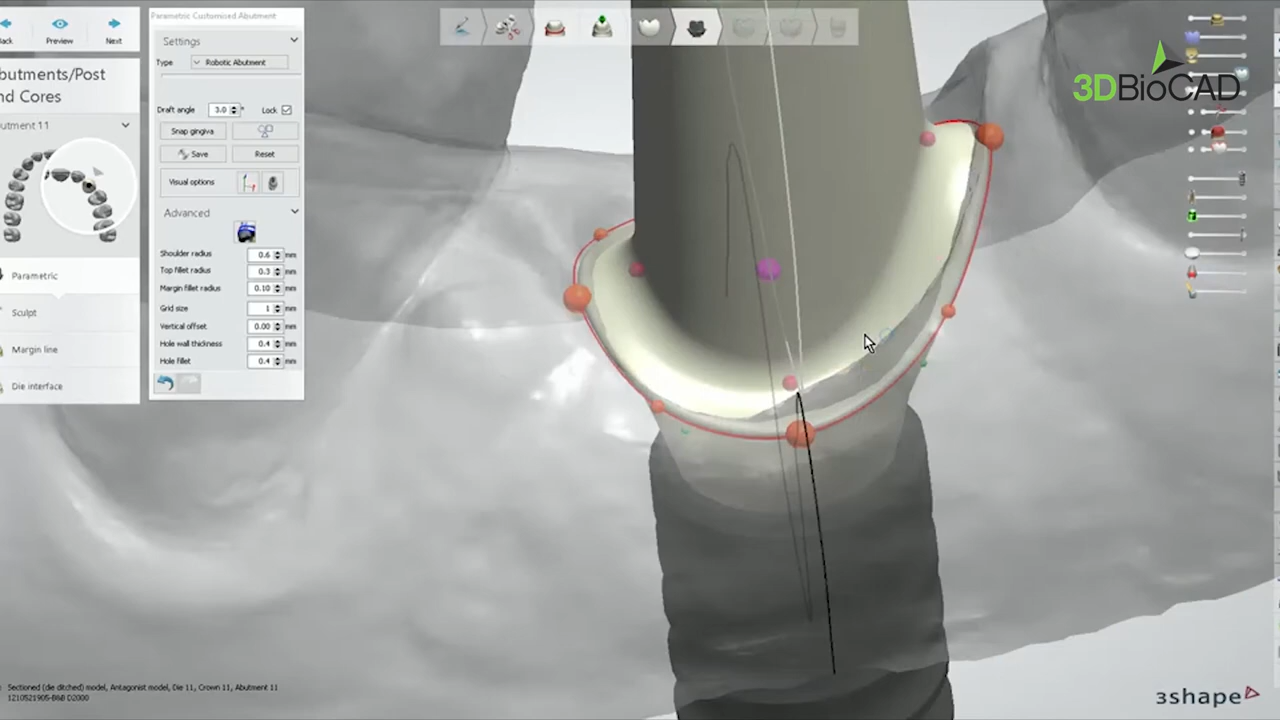 ack
Preview
Next
butments/Post
nd Cores
utment 11
Parametric
Sculpt
Margin line
Die interface
Parametric Customised Abutment
Settings
Type Robotic Abutment
Draft angle 3.0 ° Lock
Snap gingiva
Save Reset
Visual options
Advanced
Shoulder radius 0.6 mm
Top fillet radius 0.3 mm
Margin fillet radius 0.10 mm
Grid size 1 mm
Vertical offset 0.00 mm
Hole wall thickness 0.4 mm
Hole fillet 0.4 mm
3DBIOCAD
Sectioned (die ditched) model, Antagonist model, Die 11, Crown 11, Abutment 11
3shape